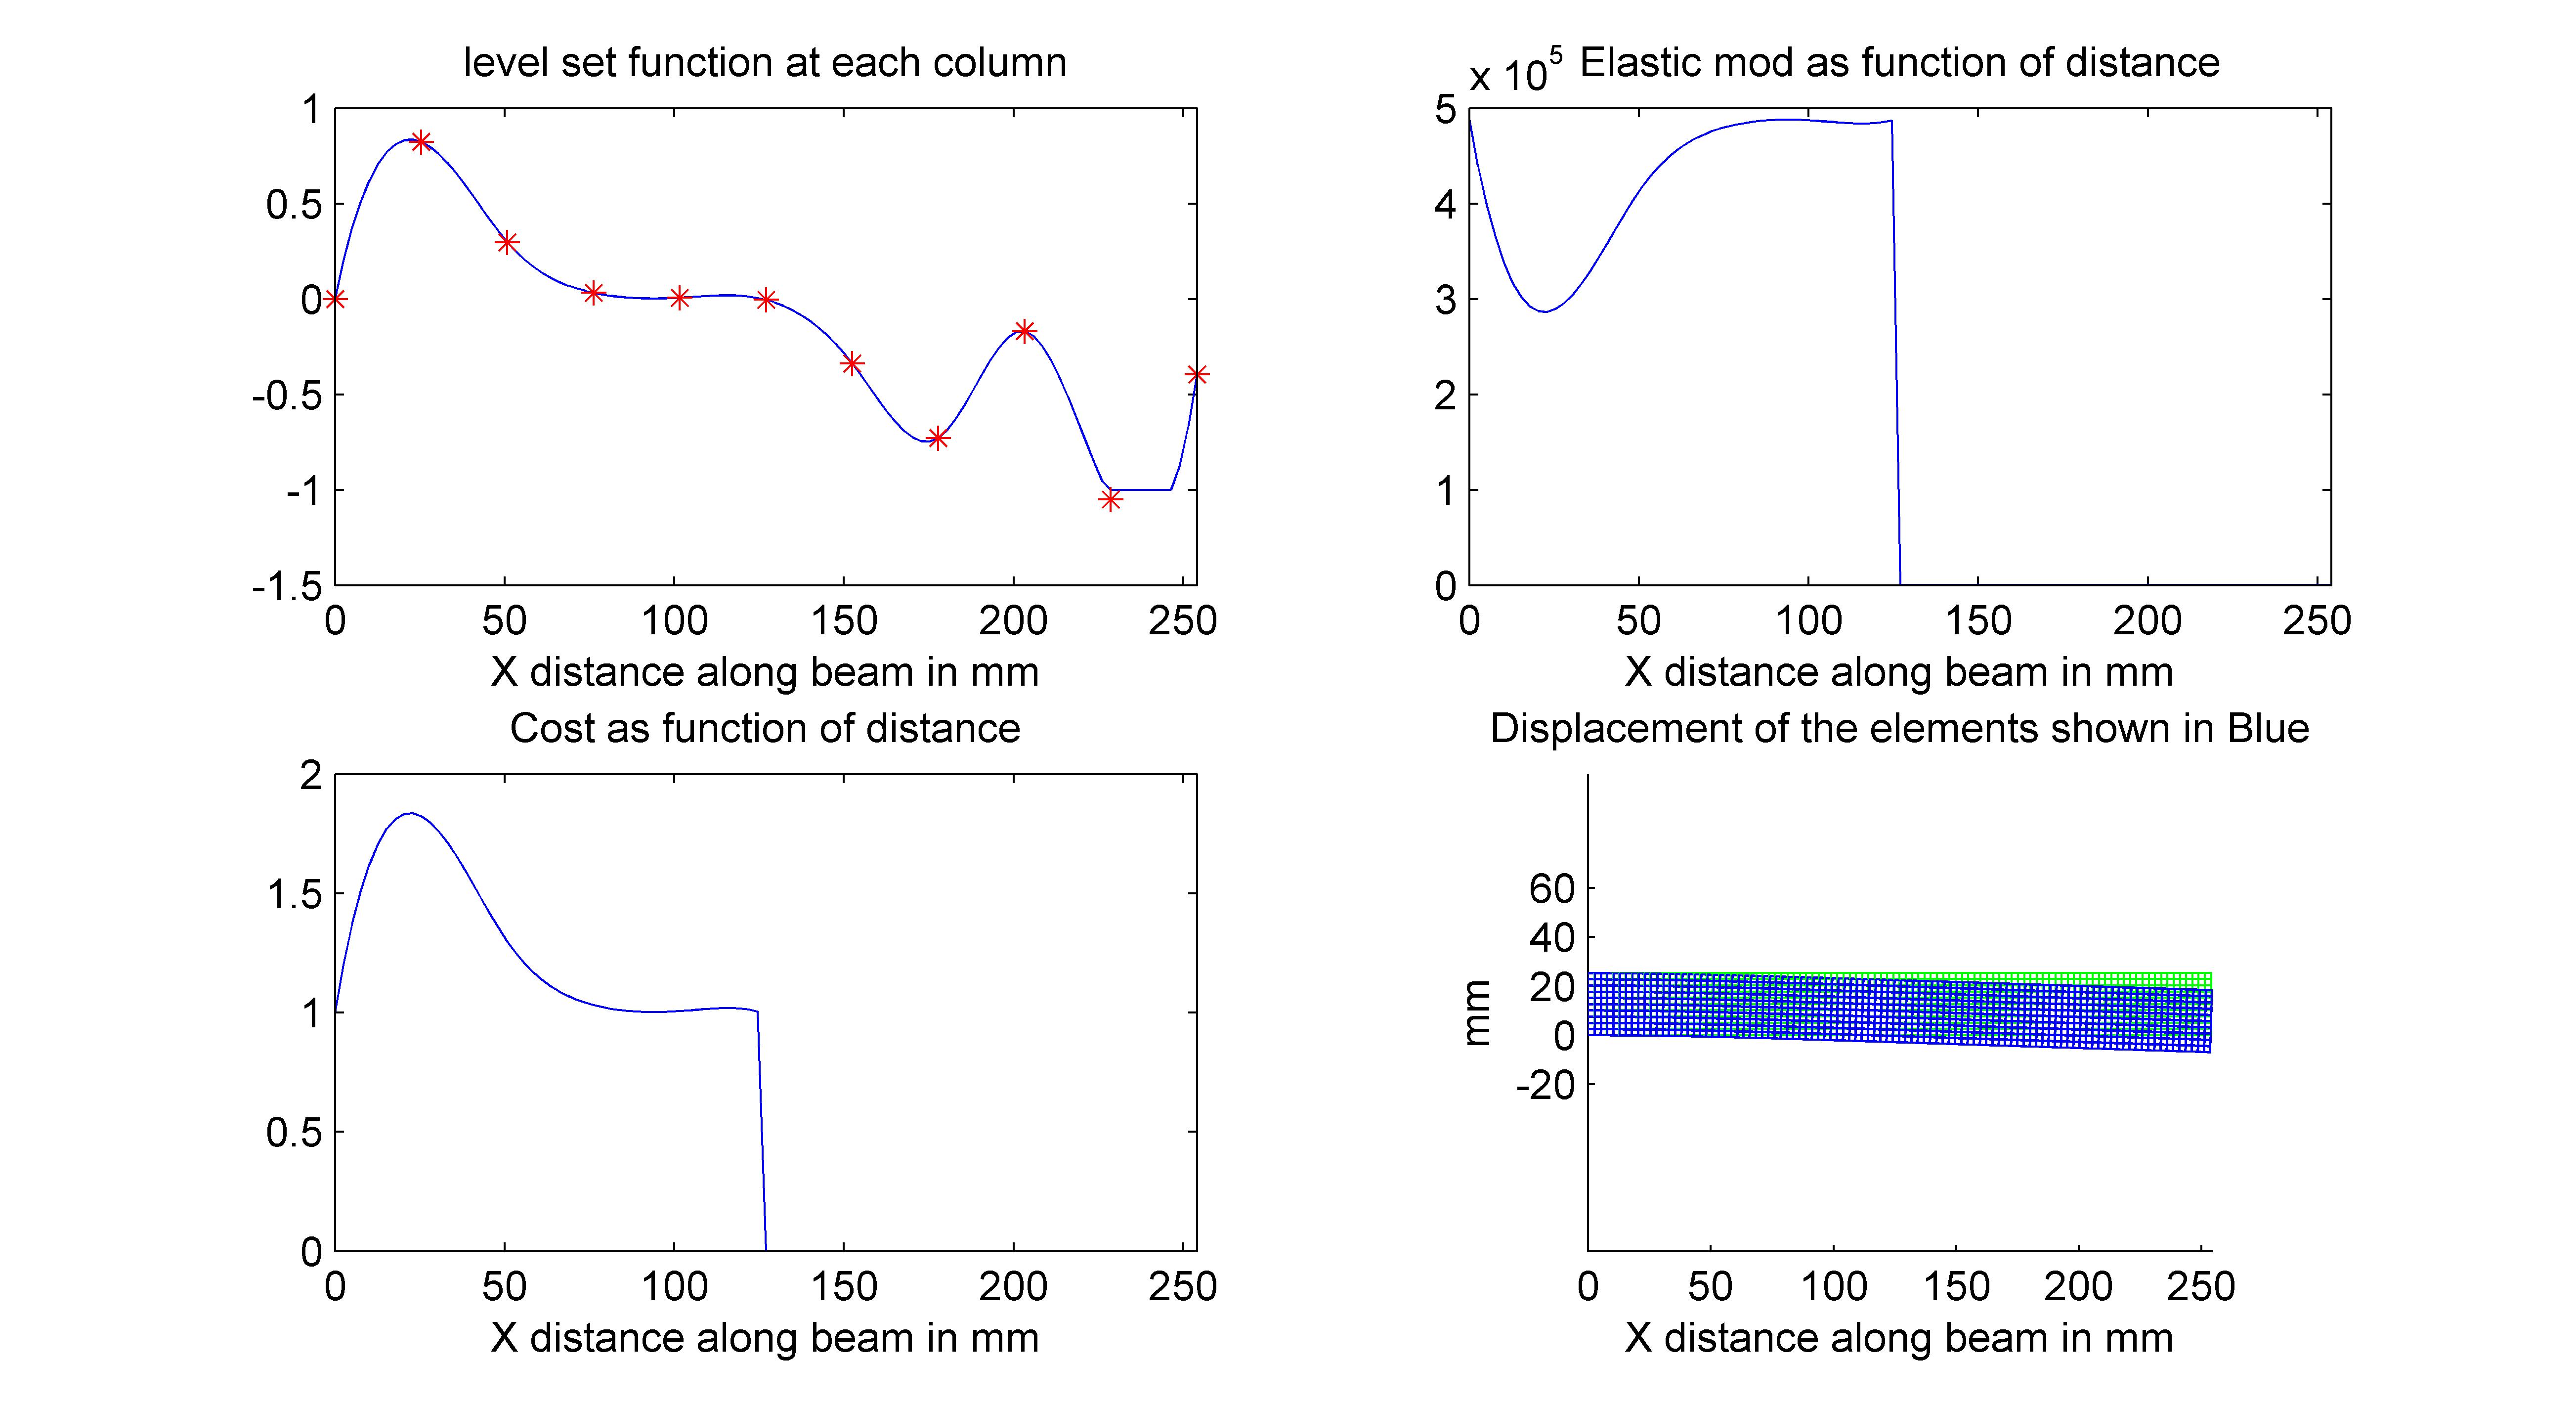 level set function at each column
1
0.5
0
-0.5
-1
-1.5
0 50 100 150 200 250
X distance along beam in mm
x 10^5 Elastic mod as function of distance
5
4
3
2
1
0
0 50 100 150 200 250
X distance along beam in mm
Cost as function of distance
2
1.5
1
0.5
0
0 50 100 150 200 250
X distance along beam in mm
Displacement of the elements shown in Blue
mm
60
40
20
0
-20
0 50 100 150 200 250
X distance along beam in mm